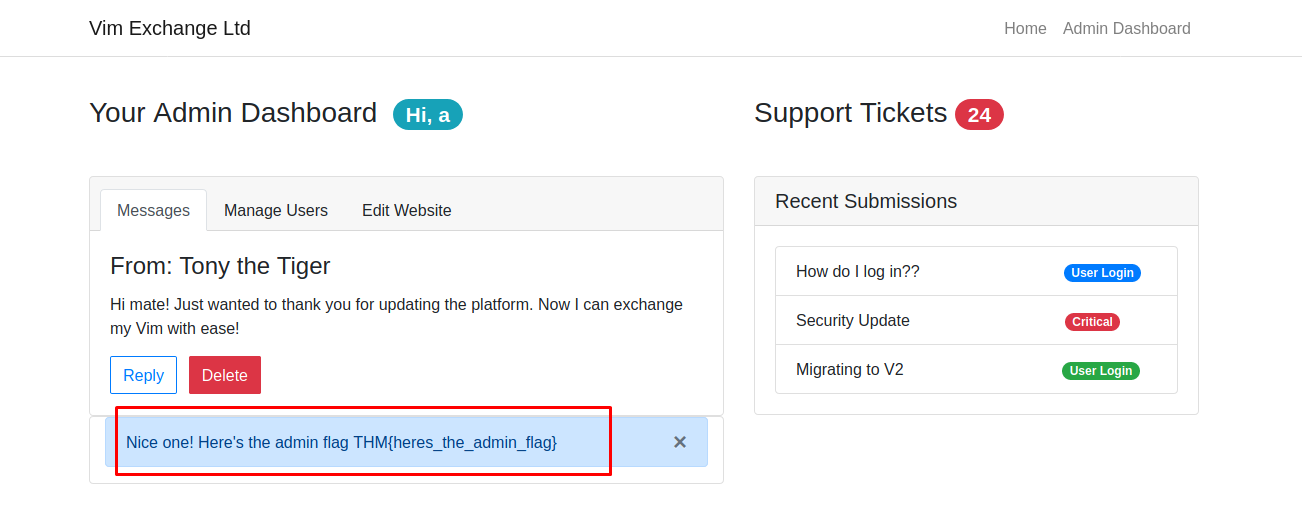 Vim Exchange Ltd
Home Admin Dashboard
Your Admin Dashboard Hi, a
Messages Manage Users Edit Website
From: Tony the Tiger
Hi mate! Just wanted to thank you for updating the platform. Now I can exchange
my Vim with ease!
Reply Delete
Nice one! Here's the admin flag THM{heres_the_admin_flag} ×
Support Tickets 24
Recent Submissions
How do I log in?? User Login
Security Update Critical
Migrating to V2 User Login